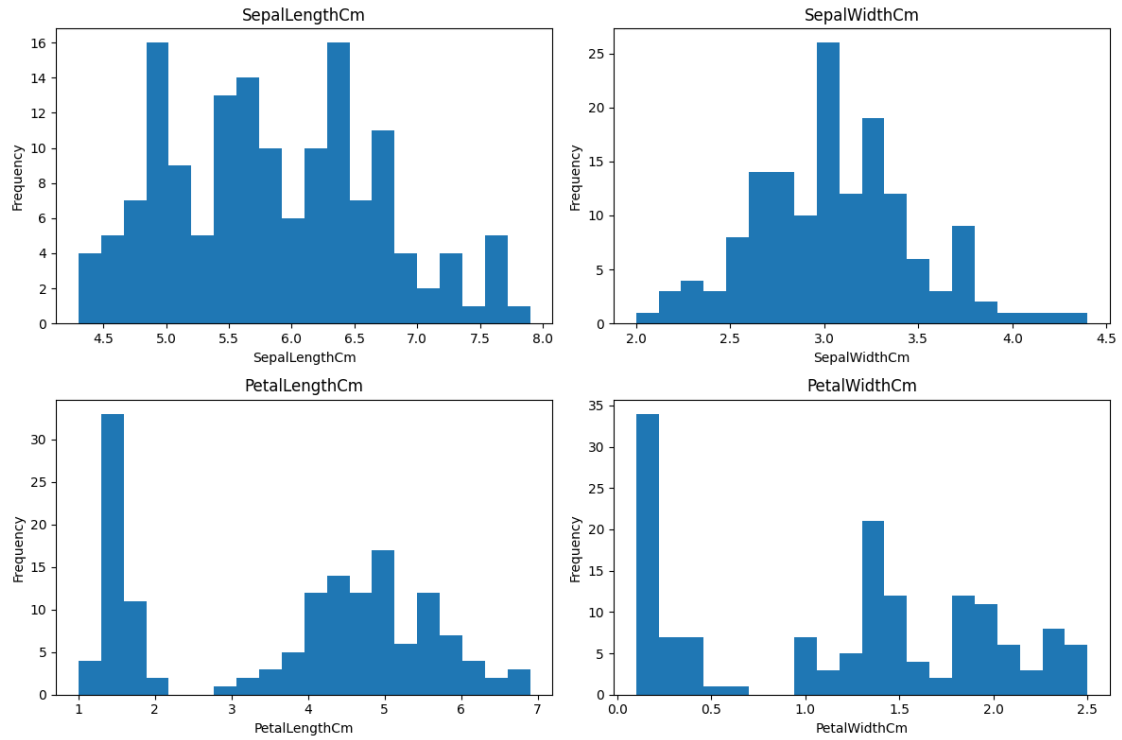 SepalLengthCm
16
14
12
10
8
6
4
2
0
Frequency
4.5 5.0 5.5 6.0 6.5 7.0 7.5 8.0
SepalLengthCm
SepalWidthCm
25
20
15
10
5
0
Frequency
2.0 2.5 3.0 3.5 4.0 4.5
SepalWidthCm
PetalLengthCm
30
25
20
15
10
5
0
Frequency
1 2 3 4 5 6 7
PetalLengthCm
PetalWidthCm
35
30
25
20
15
10
5
0
Frequency
0.0 0.5 1.0 1.5 2.0 2.5
PetalWidthCm